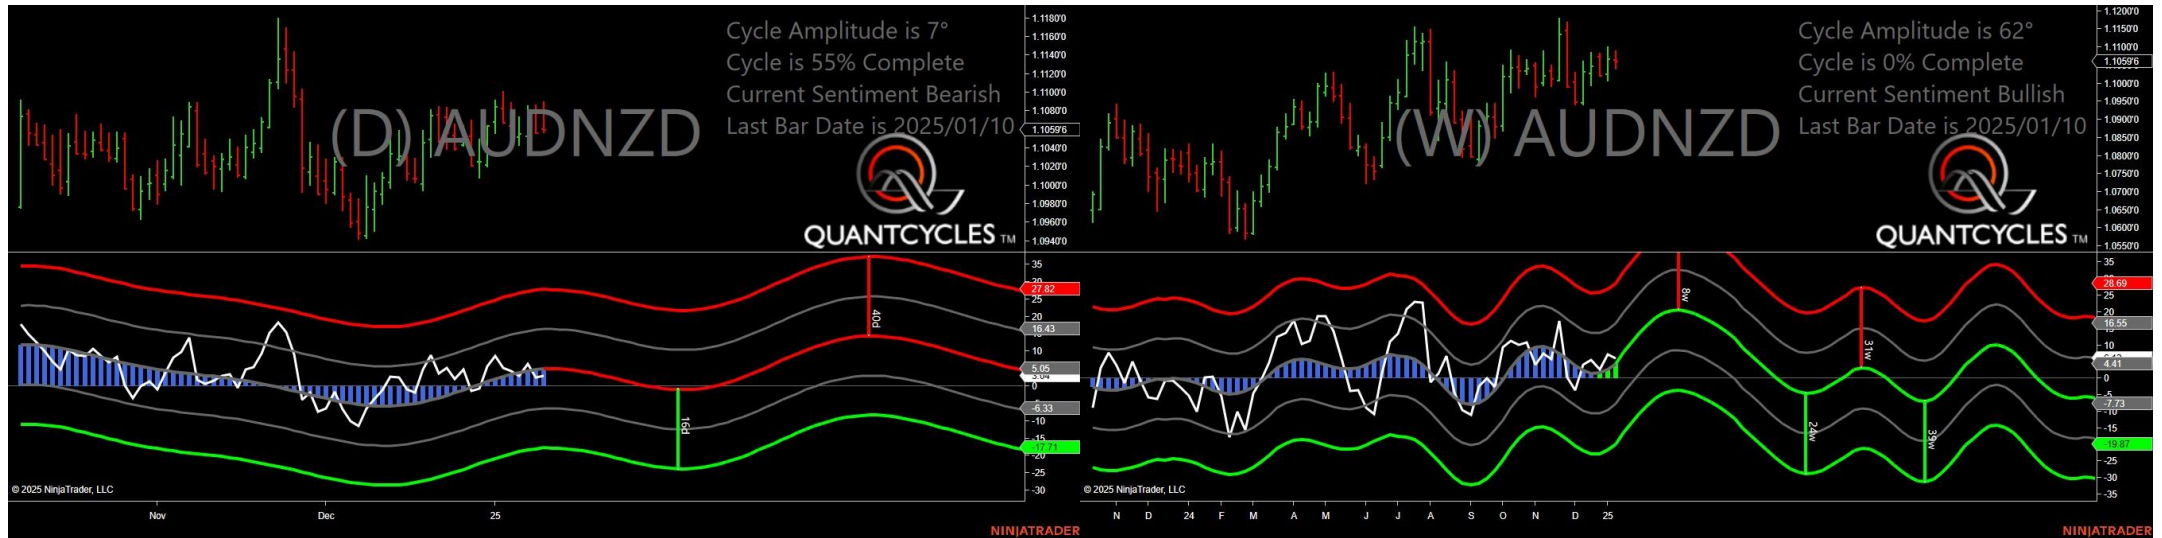 Cycle Amplitude is 7°
Cycle is 55% Complete
Current Sentiment Bearish
Last Bar Date is 2025/01/10
(D) AUDNZD
QUANTCYCLES TM
1.1180'0
1.1160'0
1.1140'0
1.1120'0
1.1100'0
1.1080'0
1.1059'6
1.1040'0
1.1020'0
1.1000'0
1.0980'0
1.0960'0
1.0940'0
35
30
27.82
25
20
16.43
10
5.05
0
-6.33
-10
-15
-17.71
-20
-25
-30
40d
16d
© 2025 NinjaTrader, LLC
Nov Dec 25
NINJATRADER
Cycle Amplitude is 62°
Cycle is 0% Complete
Current Sentiment Bullish
Last Bar Date is 2025/01/10
(W) AUDNZD
QUANTCYCLES TM
1.1200'0
1.1150'0
1.1100'0
1.1059'6
1.1000'0
1.0950'0
1.0900'0
1.0850'0
1.0800'0
1.0750'0
1.0700'0
1.0650'0
1.0600'0
1.0550'0
35
28.69
25
20
16.55
10
4.41
0
-5
-7.73
-10
-15
-19.87
-25
-30
-35
8w
31w
24w
39w
© 2025 NinjaTrader, LLC
N D 24 F M A M J J A S O N D 25
NINJATRADER